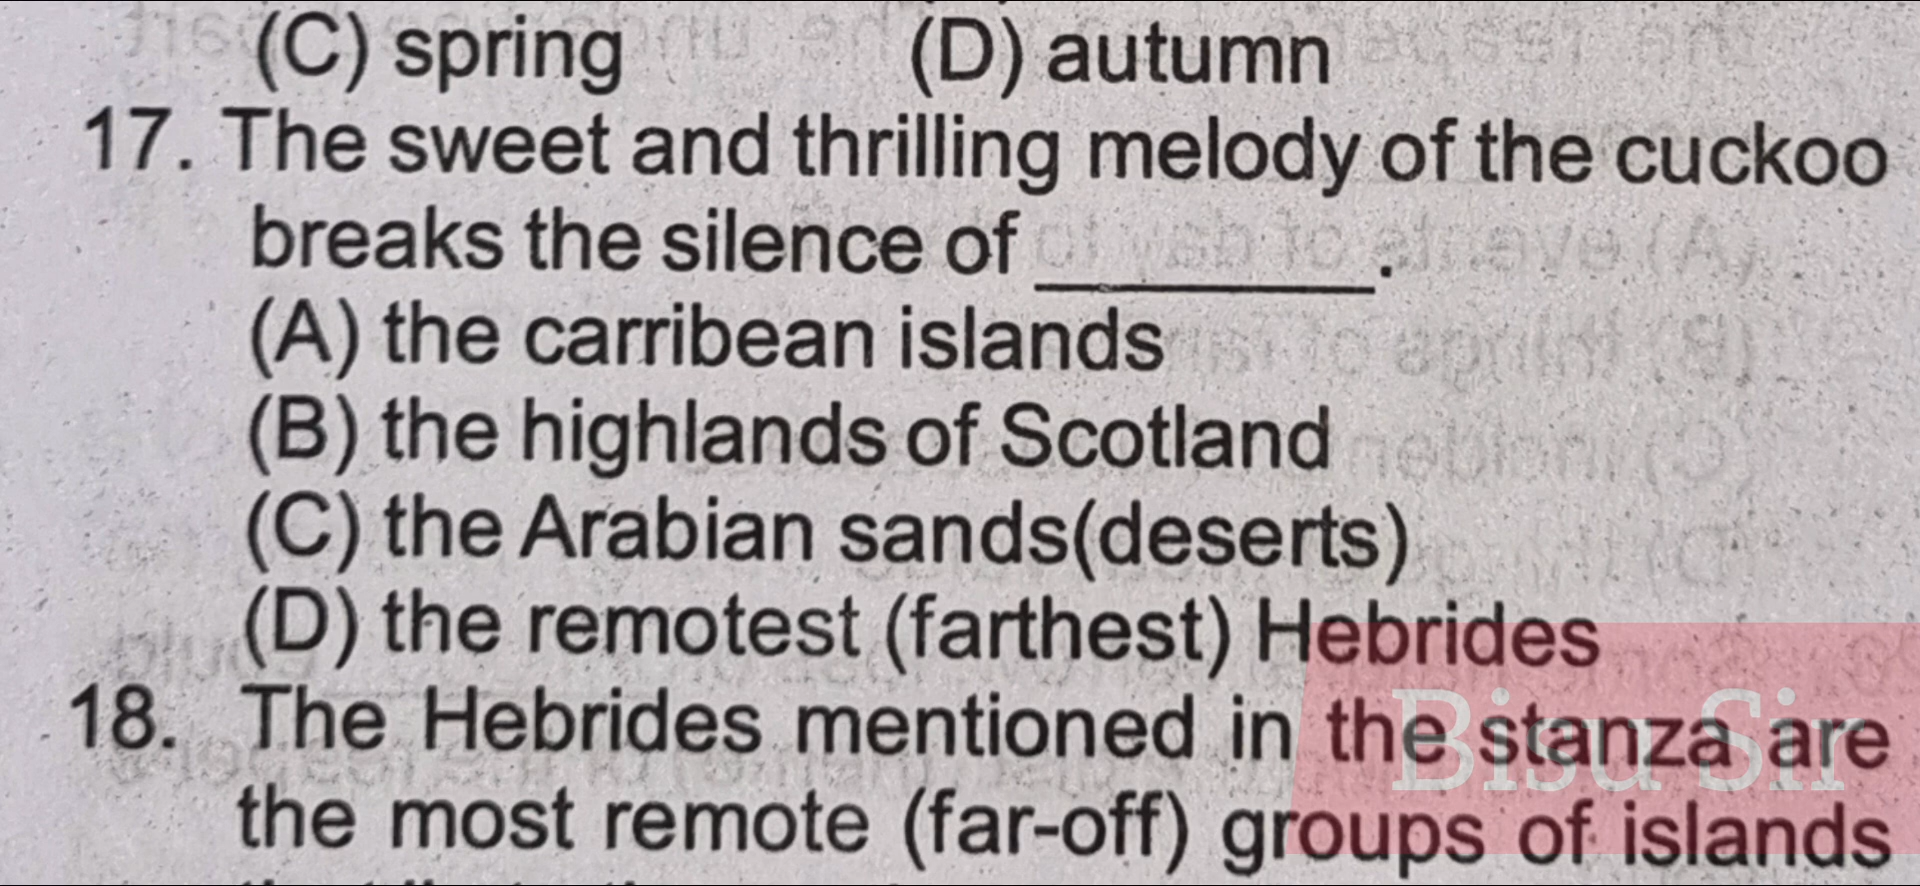 (C) spring (D) autumn
17. The sweet and thrilling melody of the cuckoo
breaks the silence of ________.
(A) the carribean islands
(B) the highlands of Scotland
(C) the Arabian sands(deserts)
(D) the remotest (farthest) Hebrides
18. The Hebrides mentioned in the stanza are
Bisu Sir
the most remote (far-off) groups of islands